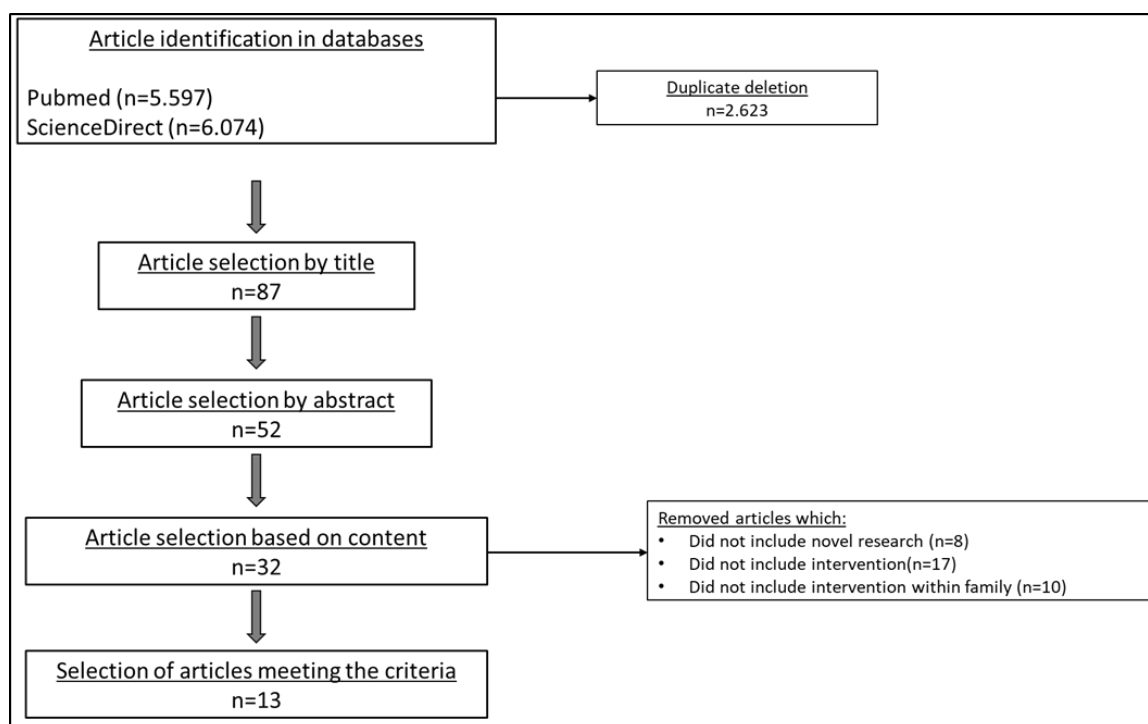 Article identification in databases
Pubmed (n=5.597)
ScienceDirect (n=6.074)
Duplicate deletion
n=2.623
Article selection by title
n=87
Article selection by abstract
n=52
Article selection based on content
n=32
Removed articles which:
• Did not include novel research (n=8)
• Did not include intervention(n=17)
• Did not include intervention within family (n=10)
Selection of articles meeting the criteria
n=13